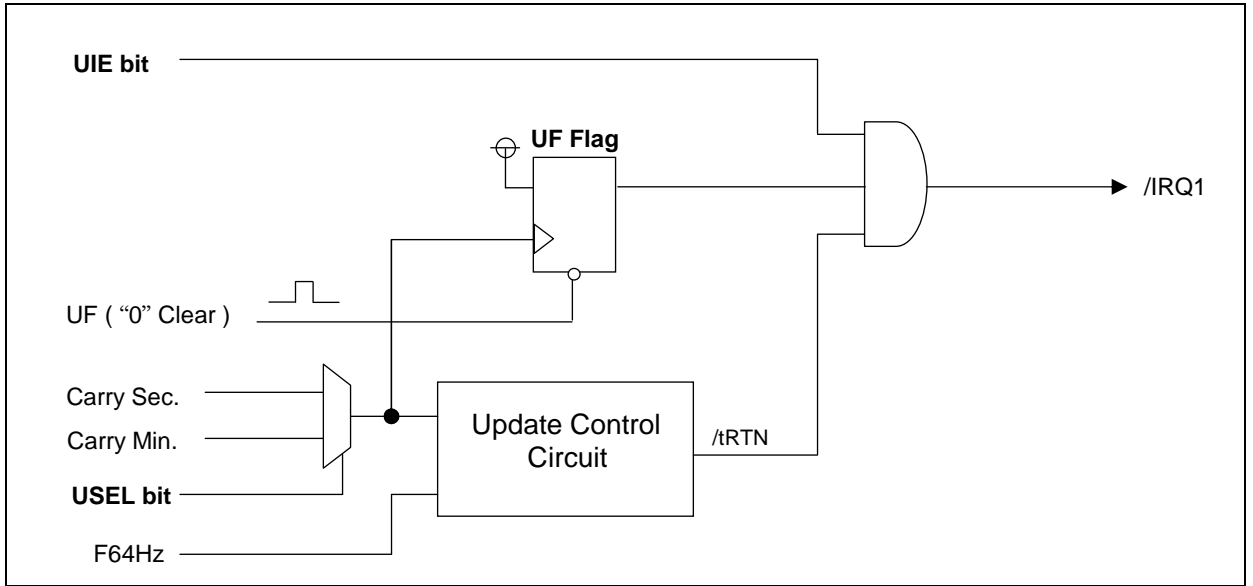 UIE bit
UF Flag
/IRQ1
UF ( “0” Clear )
Carry Sec.
Carry Min.
USEL bit
F64Hz
Update Control
Circuit
/tRTN